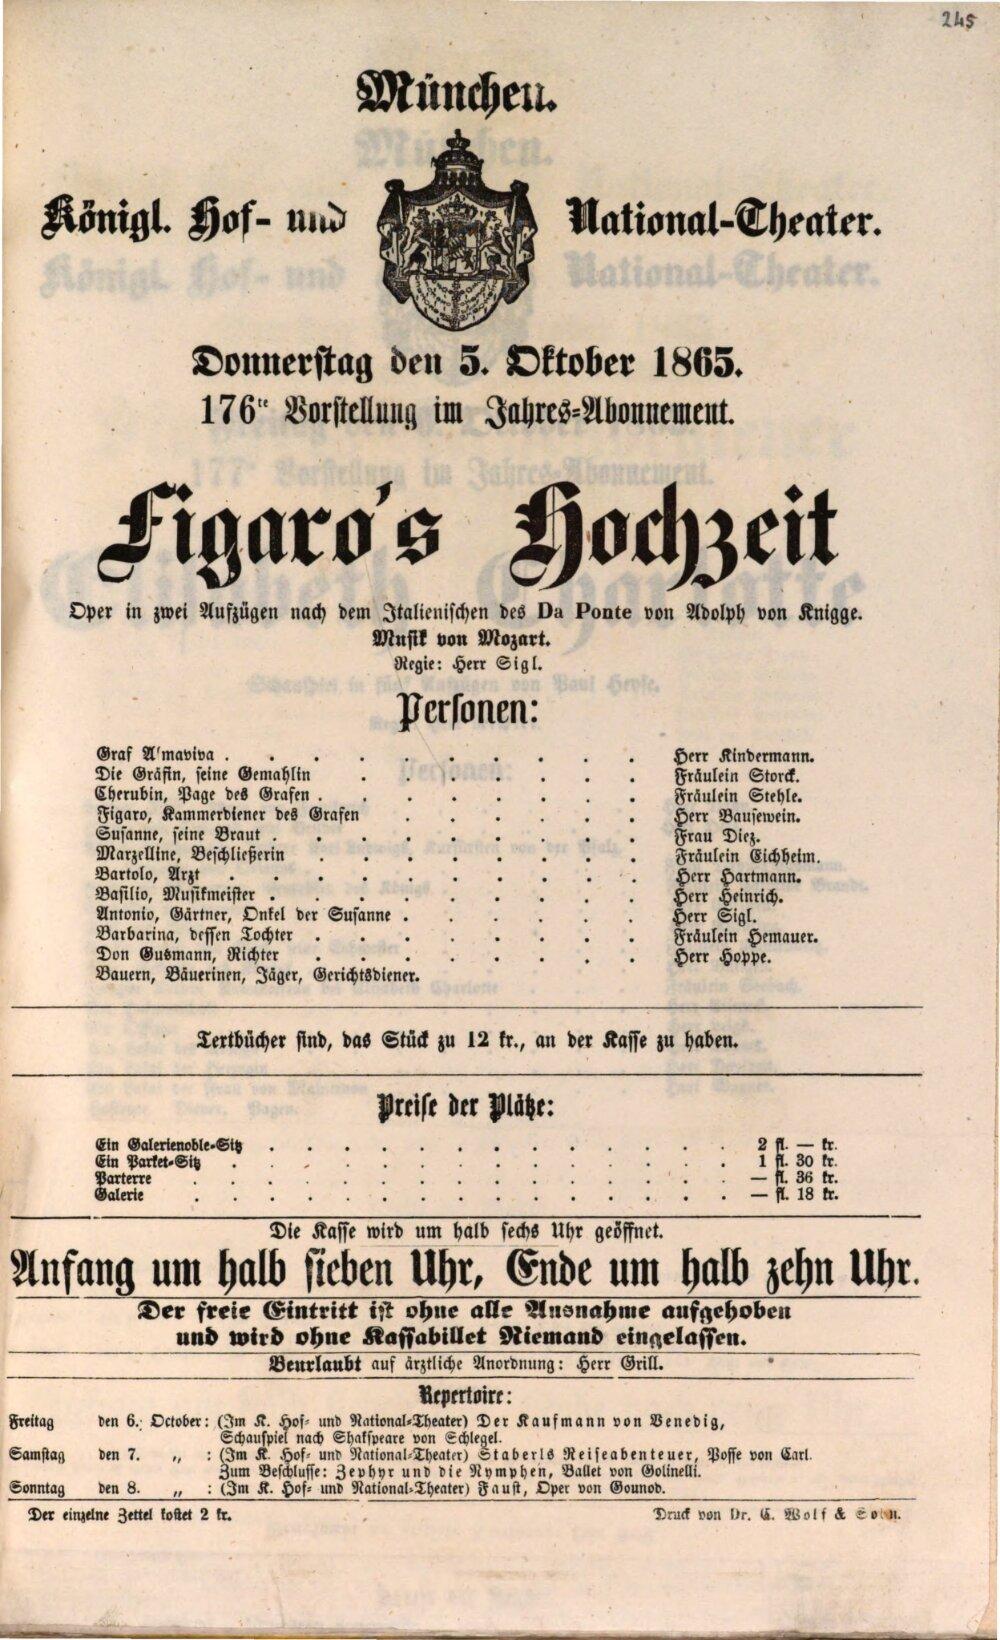 245
München.
Königl. Hof- und National-Theater.
Donnerstag den 5. Oktober 1865.
176te Vorstellung im Jahres-Abonnement.
Figaro's Hochzeit
Oper in zwei Aufzügen nach dem Italienischen des Da Ponte von Adolph von Knigge.
Musik von Mozart.
Regie: Herr Sigl.
Personen:
Graf A'maviva . . . . . . . . . . Herr Kindermann.
Die Gräfin, seine Gemahlin . . . . . . . Fräulein Storck.
Cherubin, Page des Grafen . . . . . . . . Fräulein Stehle.
Figaro, Kammerdiener des Grafen . . . . . . Herr Bausewein.
Susanne, seine Braut . . . . . . . . . Frau Diez.
Marzelline, Beschließerin . . . . . . . . Fräulein Eichheim.
Bartolo, Arzt . . . . . . . . . . Herr Hartmann.
Basilio, Musikmeister . . . . . . . . . Herr Heinrich.
Antonio, Gärtner, Onkel der Susanne . . . . . . Herr Sigl.
Barbarina, dessen Tochter . . . . . . . . Fräulein Hemauer.
Don Gusmann, Richter . . . . . . . . Herr Hoppe.
Bauern, Bäuerinen, Jäger, Gerichtsdiener.
Textbücher sind, das Stück zu 12 kr., an der Kasse zu haben.
Preise der Plätze:
Ein Galerienoble-Sitz . . . . . . . . . . . 2 fl. — kr.
Ein Parket-Sitz . . . . . . . . . . . 1 fl. 30 kr.
Parterre . . . . . . . . . . . — fl. 36 kr.
Galerie . . . . . . . . . . . — fl. 18 kr.
Die Kasse wird um halb sechs Uhr geöffnet.
Anfang um halb sieben Uhr, Ende um halb zehn Uhr.
Der freie Eintritt ist ohne alle Ausnahme aufgehoben
und wird ohne Kassabillet Niemand eingelassen.
Beurlaubt auf ärztliche Anordnung: Herr Grill.
Repertoire:
Freitag den 6. October: (Im K. Hof- und National-Theater) Der Kaufmann von Venedig,
Schauspiel nach Shakspeare von Schlegel.
Samstag den 7. „ : (Im K. Hof- und National-Theater) Staberls Reiseabenteuer, Posse von Carl.
Zum Beschlusse: Zephyr und die Nymphen, Ballet von Golinelli.
Sonntag den 8. „ : (Im K. Hof- und National-Theater) Faust, Oper von Gounod.
Der einzelne Zettel kostet 2 kr. Druck von Dr. C. Wolf & Sohn.